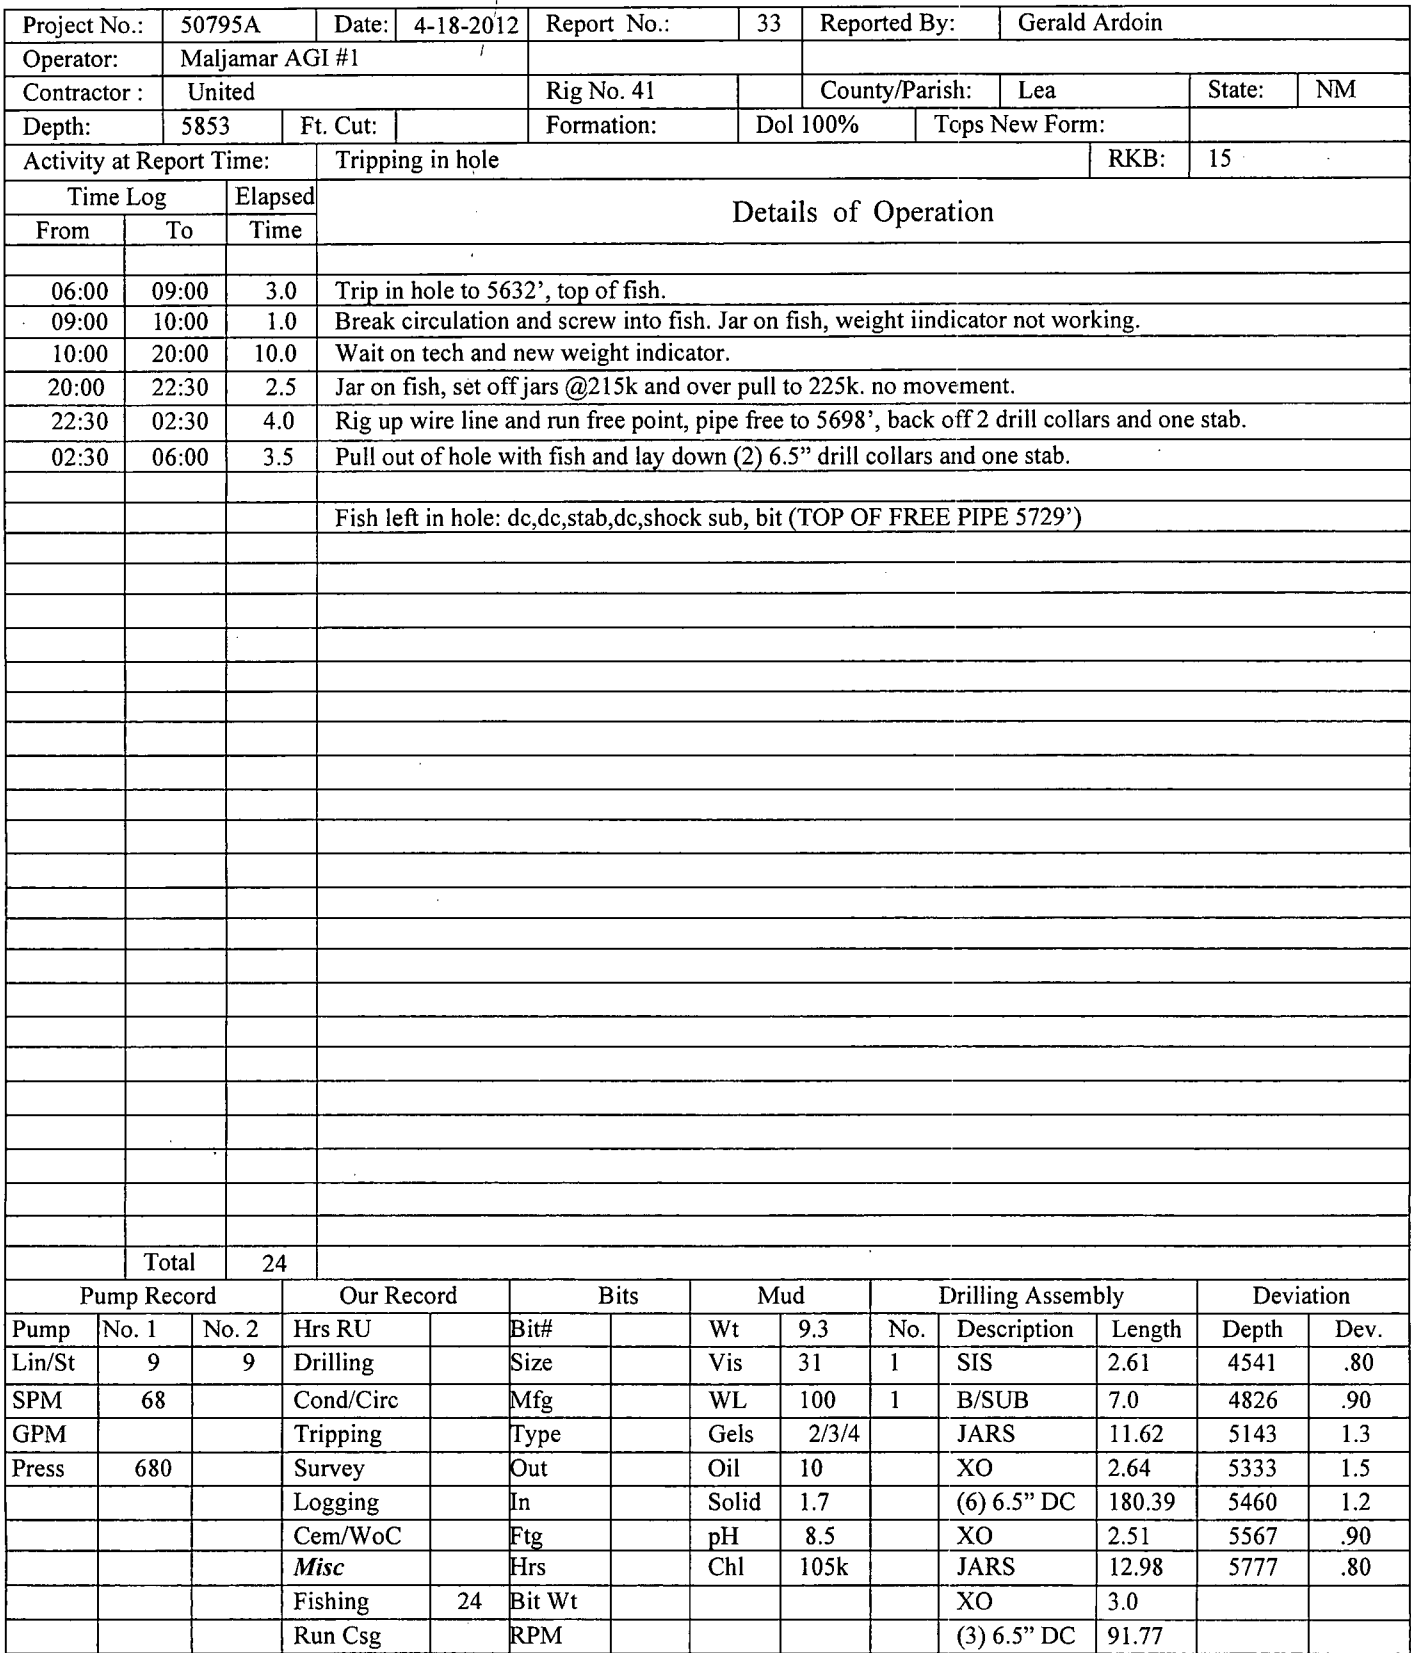 Project No.: 50795A Date: 4-18-2012 Report No.: 33 Reported By: Gerald Ardoin
Operator: Maljamar AGI #1
Contractor : United Rig No. 41 County/Parish: Lea State: NM
Depth: 5853 Ft. Cut: Formation: Dol 100% Tops New Form:
Activity at Report Time: Tripping in hole RKB: 15
Time Log Elapsed Details of Operation
From To Time
06:00 09:00 3.0 Trip in hole to 5632’, top of fish.
09:00 10:00 1.0 Break circulation and screw into fish. Jar on fish, weight iindicator not working.
10:00 20:00 10.0 Wait on tech and new weight indicator.
20:00 22:30 2.5 Jar on fish, set off jars @215k and over pull to 225k. no movement.
22:30 02:30 4.0 Rig up wire line and run free point, pipe free to 5698’, back off 2 drill collars and one stab.
02:30 06:00 3.5 Pull out of hole with fish and lay down (2) 6.5” drill collars and one stab.
Fish left in hole: dc,dc,stab,dc,shock sub, bit (TOP OF FREE PIPE 5729’)
Total 24
Pump Record Our Record Bits Mud Drilling Assembly Deviation
Pump No. 1 No. 2 Hrs RU Bit# Wt 9.3 No. Description Length Depth Dev.
Lin/St 9 9 Drilling Size Vis 31 1 SIS 2.61 4541 .80
SPM 68 Cond/Circ Mfg WL 100 1 B/SUB 7.0 4826 .90
GPM Tripping Type Gels 2/3/4 JARS 11.62 5143 1.3
Press 680 Survey Out Oil 10 XO 2.64 5333 1.5
Logging In Solid 1.7 (6) 6.5” DC 180.39 5460 1.2
Cem/WoC Ftg pH 8.5 XO 2.51 5567 .90
Misc Hrs Chl 105k JARS 12.98 5777 .80
Fishing 24 Bit Wt XO 3.0
Run Csg RPM (3) 6.5” DC 91.77